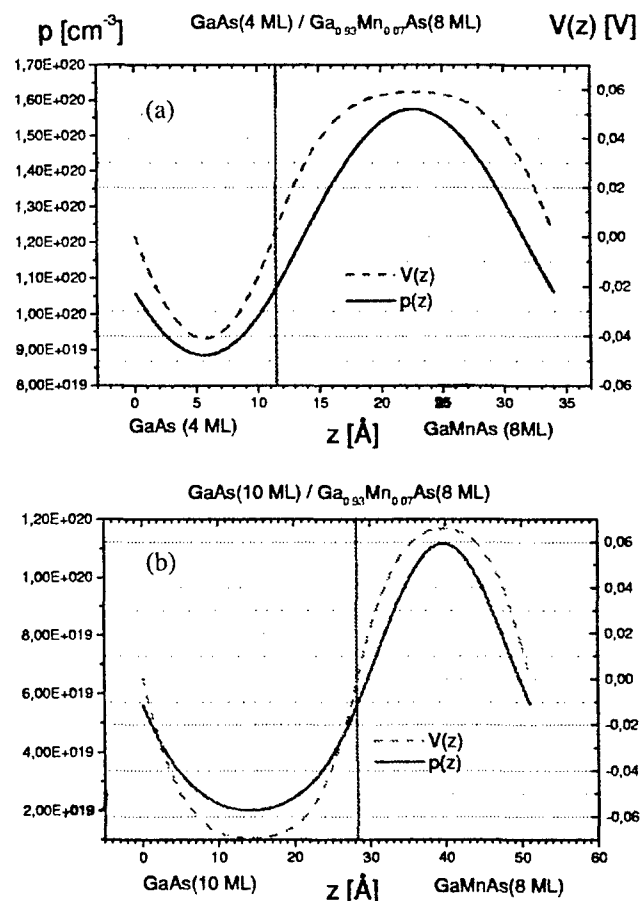 p [cm⁻³]
GaAs(4 ML) / Ga₀.₉₃Mn₀.₀₇As(8 ML)
V(z) [V]
(a)
1,70E+020
1,60E+020
1,50E+020
1,40E+020
1,30E+020
1,20E+020
1,10E+020
1,00E+020
9,00E+019
8,00E+019
0,06
0,04
0,02
0,00
-0,02
-0,04
-0,06
V(z)
p(z)
0 5 10 15 20 25 30 35
GaAs (4 ML)
z [Å]
GaMnAs (8ML)
GaAs(10 ML) / Ga₀.₉₃Mn₀.₀₇As(8 ML)
(b)
1,20E+020
1,00E+020
8,00E+019
6,00E+019
4,00E+019
2,00E+019
0,06
0,04
0,02
0,00
-0,02
-0,04
-0,06
V(z)
p(z)
0 10 20 30 40 50 60
GaAs(10 ML)
z [Å]
GaMnAs(8 ML)